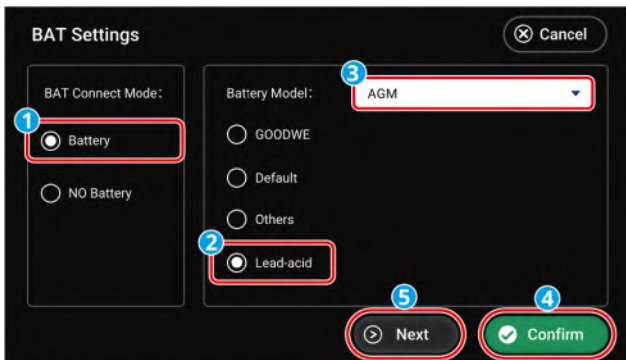 BAT Settings
Cancel
BAT Connect Mode:
1
Battery
NO Battery
Battery Model:
3
AGM
GOODWE
Default
Others
2
Lead-acid
5
Next
4
Confirm